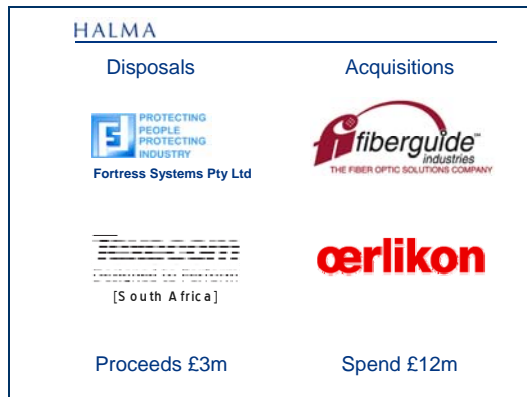 HALMA
Disposals
Acquisitions
PROTECTING
PEOPLE
PROTECTING
INDUSTRY
Fortress Systems Pty Ltd
fiberguide™
industries
THE FIBER OPTIC SOLUTIONS COMPANY
[South Africa]
œrlikon
Proceeds £3m
Spend £12m